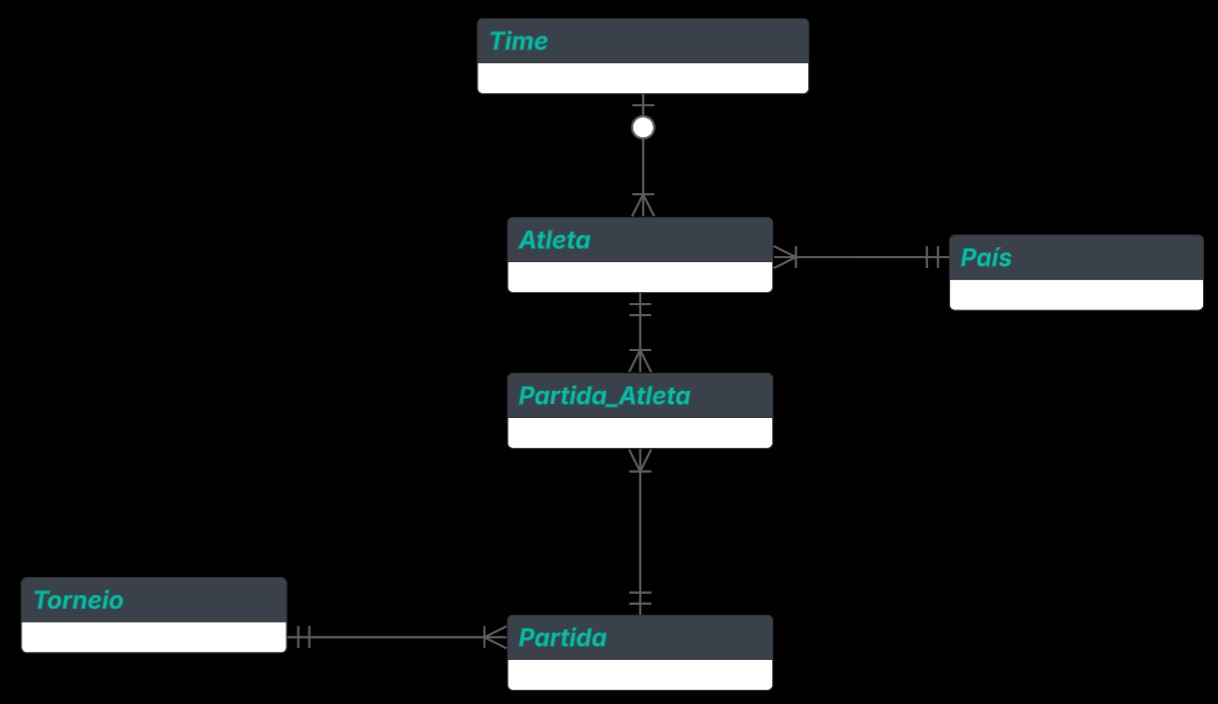 Time
Atleta
País
Partida_Atleta
Torneio
Partida